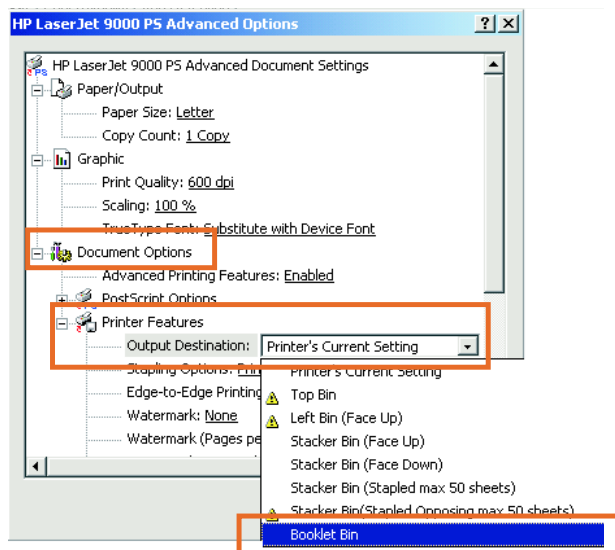 HP LaserJet 9000 PS Advanced Options
HP LaserJet 9000 PS Advanced Document Settings
Paper/Output
Paper Size: Letter
Copy Count: 1 Copy
Graphic
Print Quality: 600 dpi
Scaling: 100 %
TrueType Font: Substitute with Device Font
Document Options
Advanced Printing Features: Enabled
PostScript Options
Printer Features
Output Destination: Printer's Current Setting
Stapling Options: Prin
Printer's Current Setting
Edge-to-Edge Printing
Top Bin
Watermark: None
Left Bin (Face Up)
Watermark (Pages pe
Stacker Bin (Face Up)
Stacker Bin (Face Down)
Stacker Bin (Stapled max 50 sheets)
Stacker Bin(Stapled Opposing max 50 sheets)
Booklet Bin